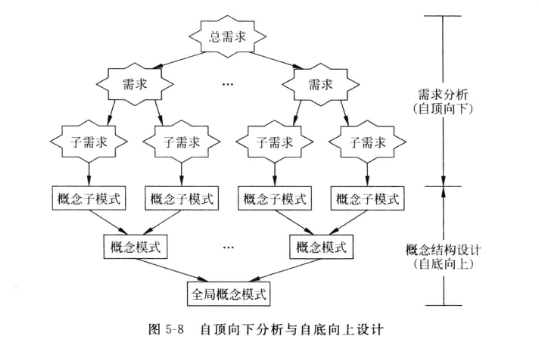 总需求
需求 … 需求
子需求 子需求 子需求 子需求
需求分析
(自顶向下)
概念子模式 概念子模式 概念子模式 概念子模式
概念模式 … 概念模式
概念结构设计
(自底向上)
全局概念模式
图 5-8 自顶向下分析与自底向上设计